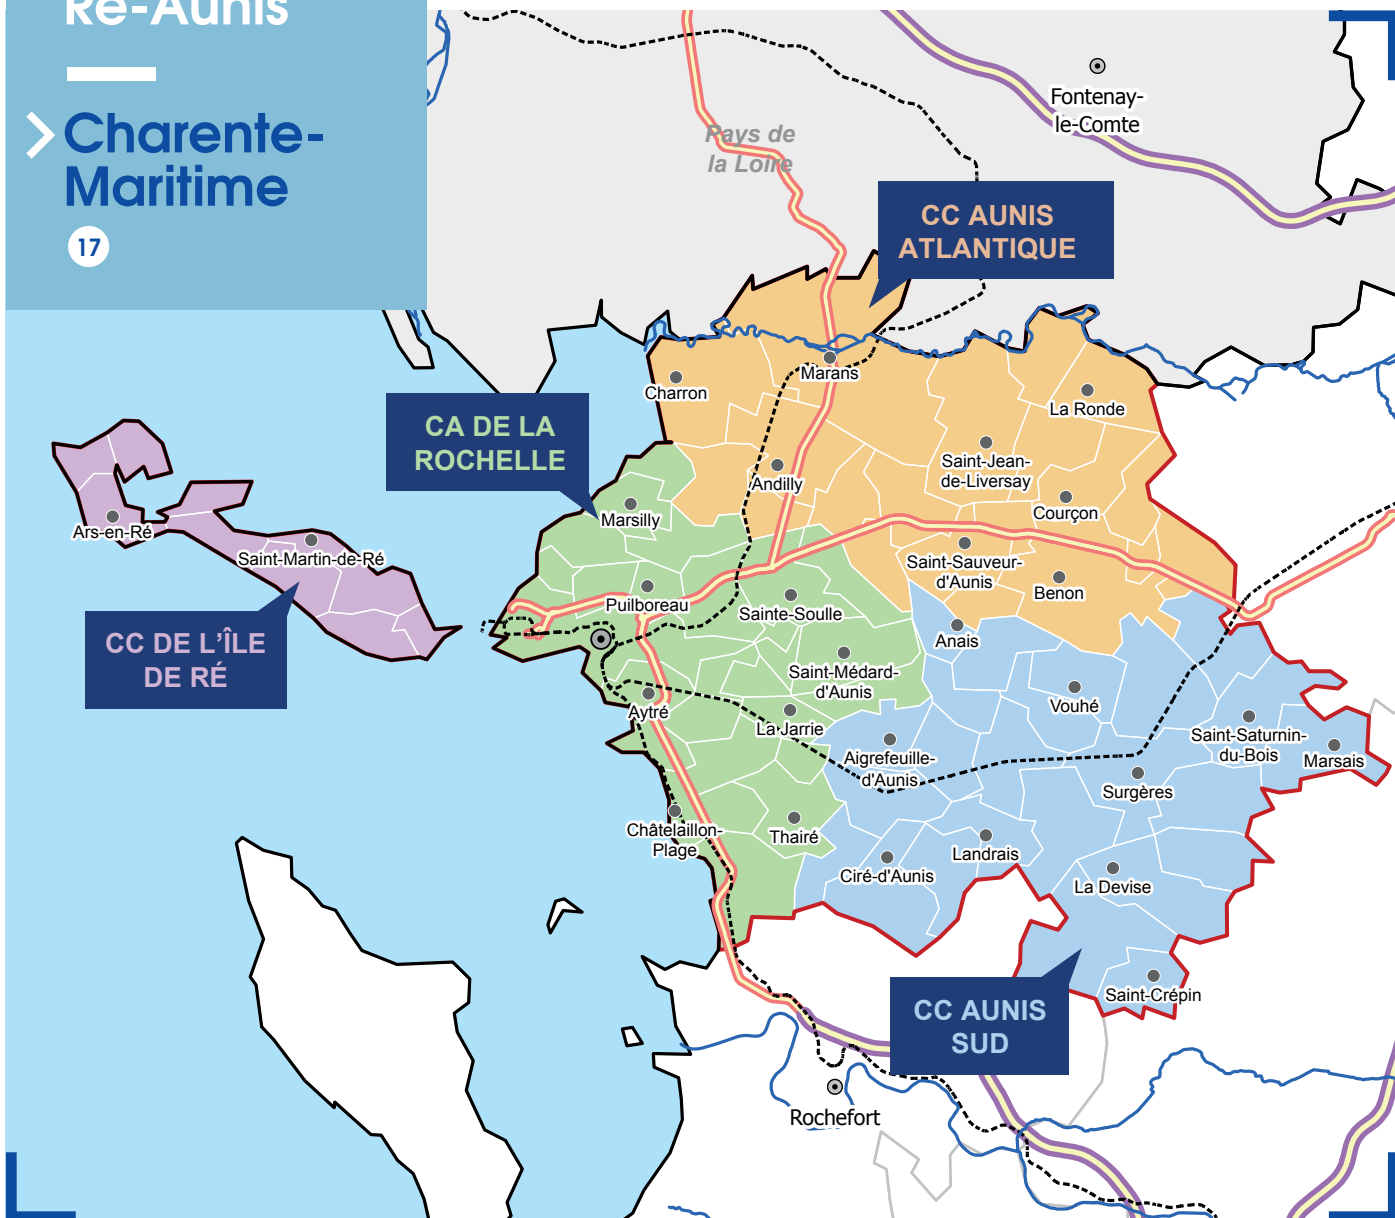 Ré-Aunis
Charente-
Maritime
17
Fontenay-
le-Comte
Pays de
la Loire
CC AUNIS
ATLANTIQUE
Marans
Charron
La Ronde
CA DE LA
ROCHELLE
Saint-Jean-
de-Liversay
Andilly
Courçon
Marsilly
Ars-en-Ré
Saint-Martin-de-Ré
Saint-Sauveur-
d'Aunis
Benon
Puilboreau
Sainte-Soulle
CC DE L'ÎLE
DE RÉ
Anais
Saint-Médard-
d'Aunis
Vouhé
Aytré
La Jarrie
Saint-Saturnin-
du-Bois
Marsais
Aigrefeuille-
d'Aunis
Surgères
Châtelaillon-
Plage
Thairé
Landrais
Ciré-d'Aunis
La Devise
Saint-Crépin
CC AUNIS
SUD
Rochefort